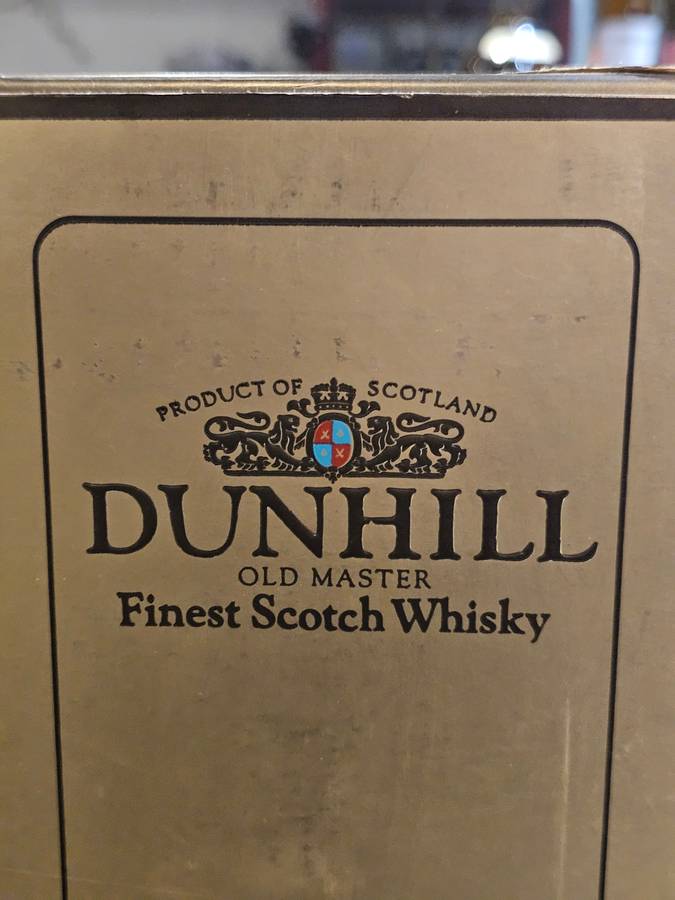 PRODUCT OF SCOTLAND
DUNHILL
OLD MASTER
Finest Scotch Whisky